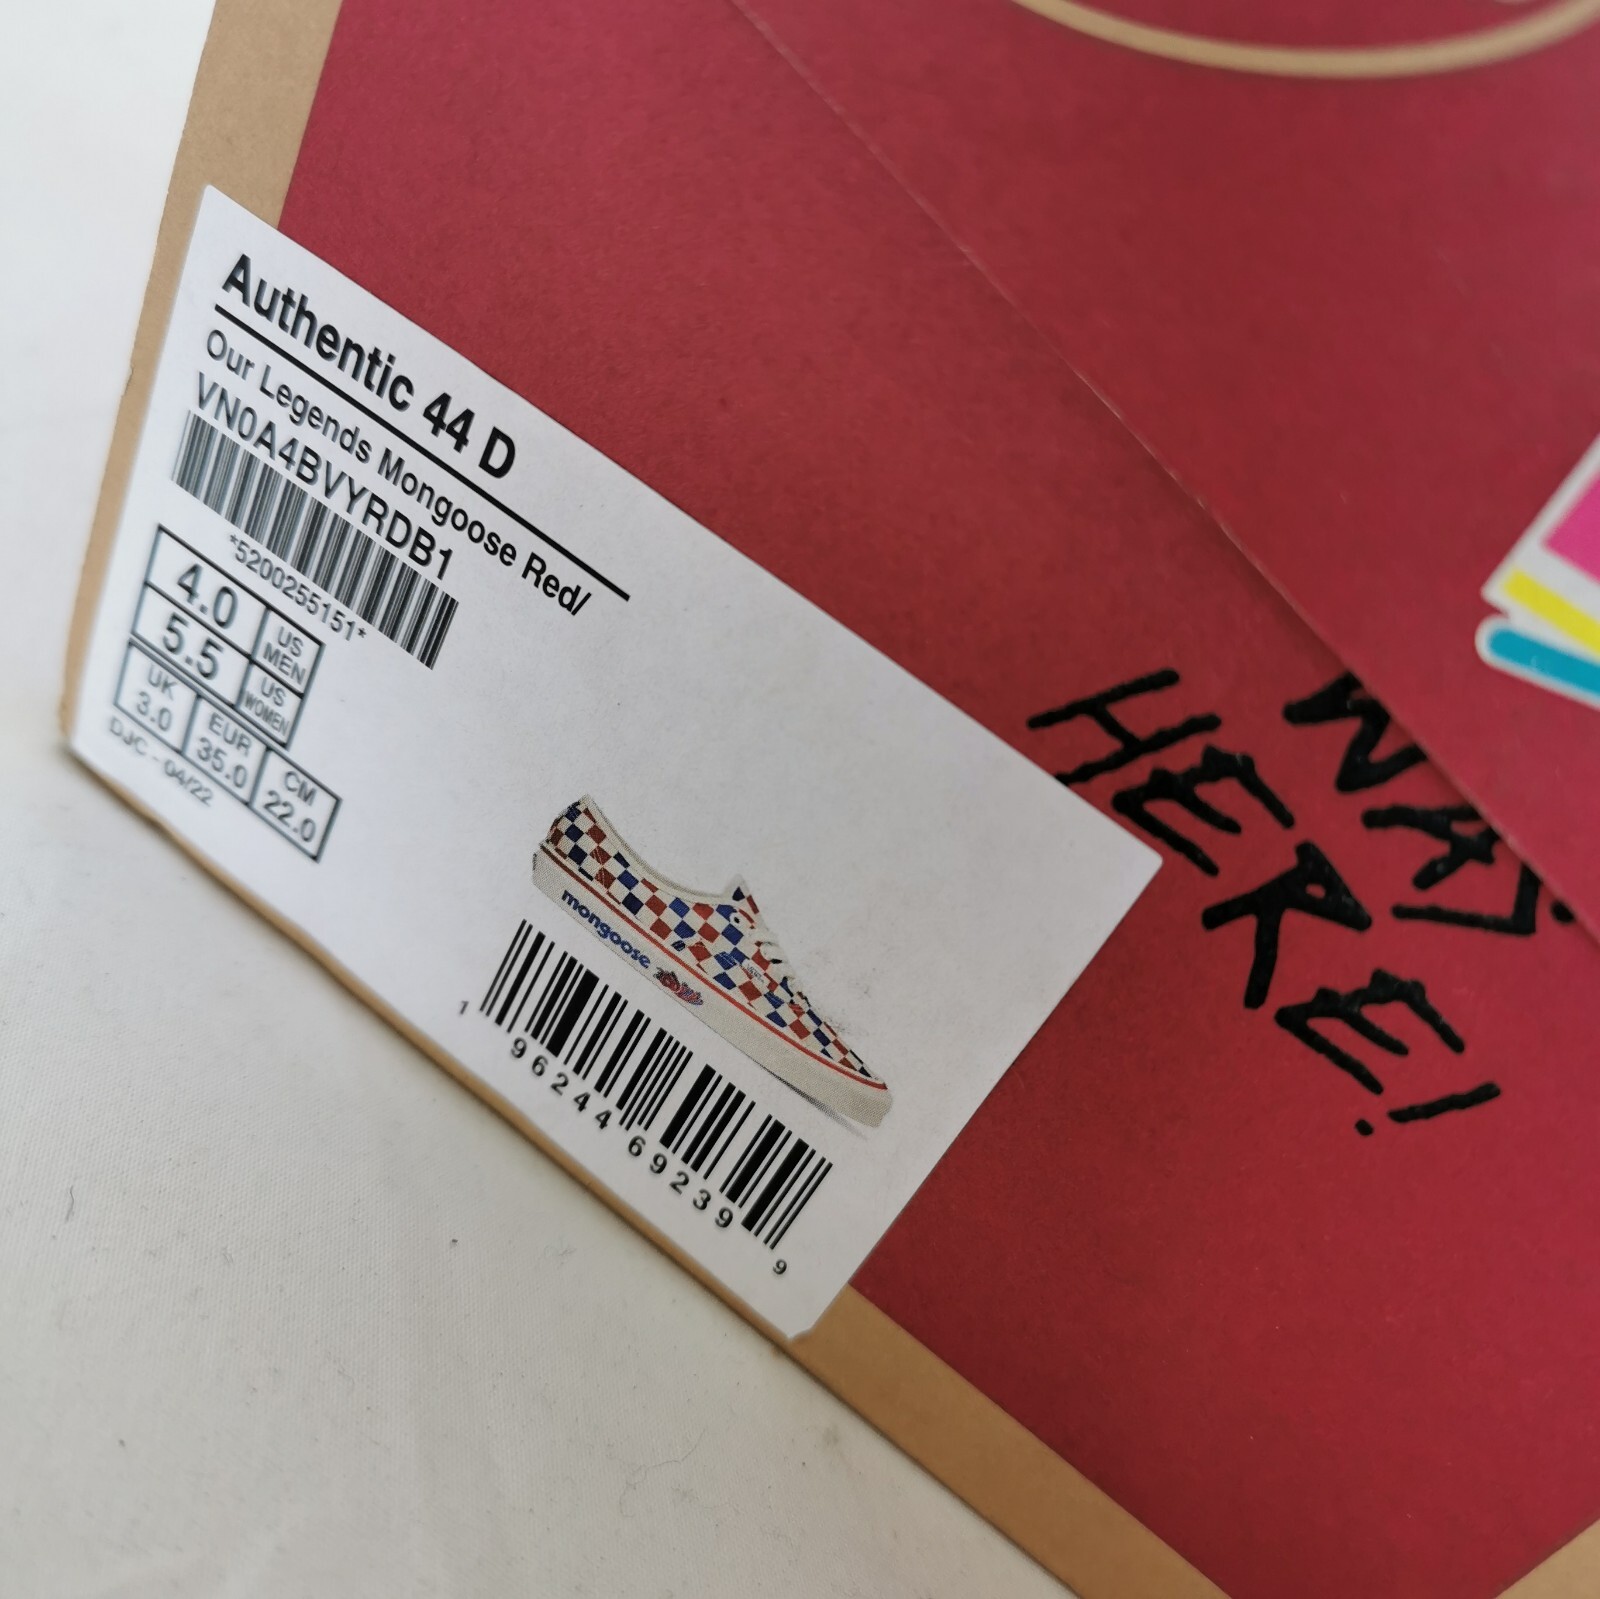 Authentic 44 D
Our Legends Mongoose Red/
VN0A4BVYRDB1
*5200255151*
4.0 US MEN
5.5 US WOMEN
UK 3.0
EUR 35.0
CM 22.0
DJC - 04/22
mongoose
1 96244 69239 9
HERE!